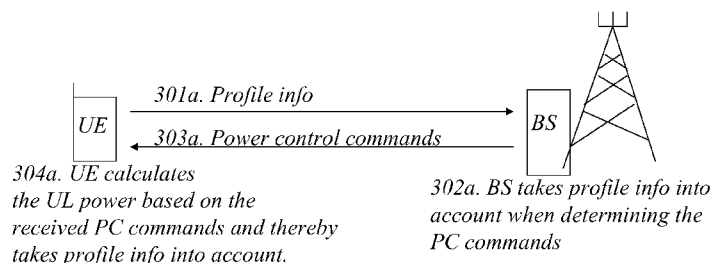 301a. Profile info
UE
BS
303a. Power control commands
304a. UE calculates
the UL power based on the
received PC commands and thereby
takes profile info into account.
302a. BS takes profile info into
account when determining the
PC commands